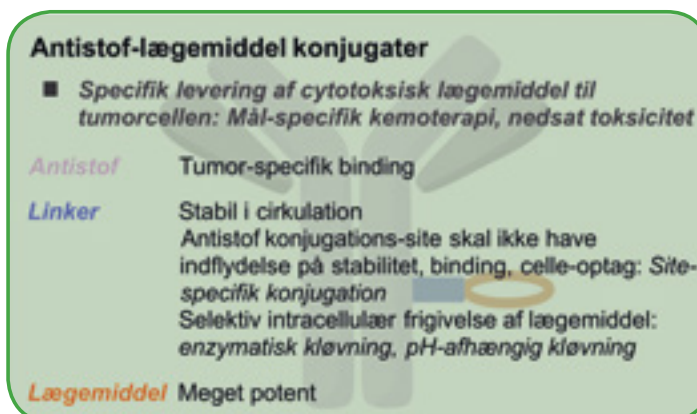 Antistof-lægemiddel konjugater
■ Specifik levering af cytotoksisk lægemiddel til
tumorcellen: Mål-specifik kemoterapi, nedsat toksicitet
Antistof Tumor-specifik binding
Linker Stabil i cirkulation
Antistof konjugations-site skal ikke have
indflydelse på stabilitet, binding, celle-optag: Site-
specifik konjugation
Selektiv intracellulær frigivelse af lægemiddel:
enzymatisk kløvning, pH-afhængig kløvning
Lægemiddel Meget potent